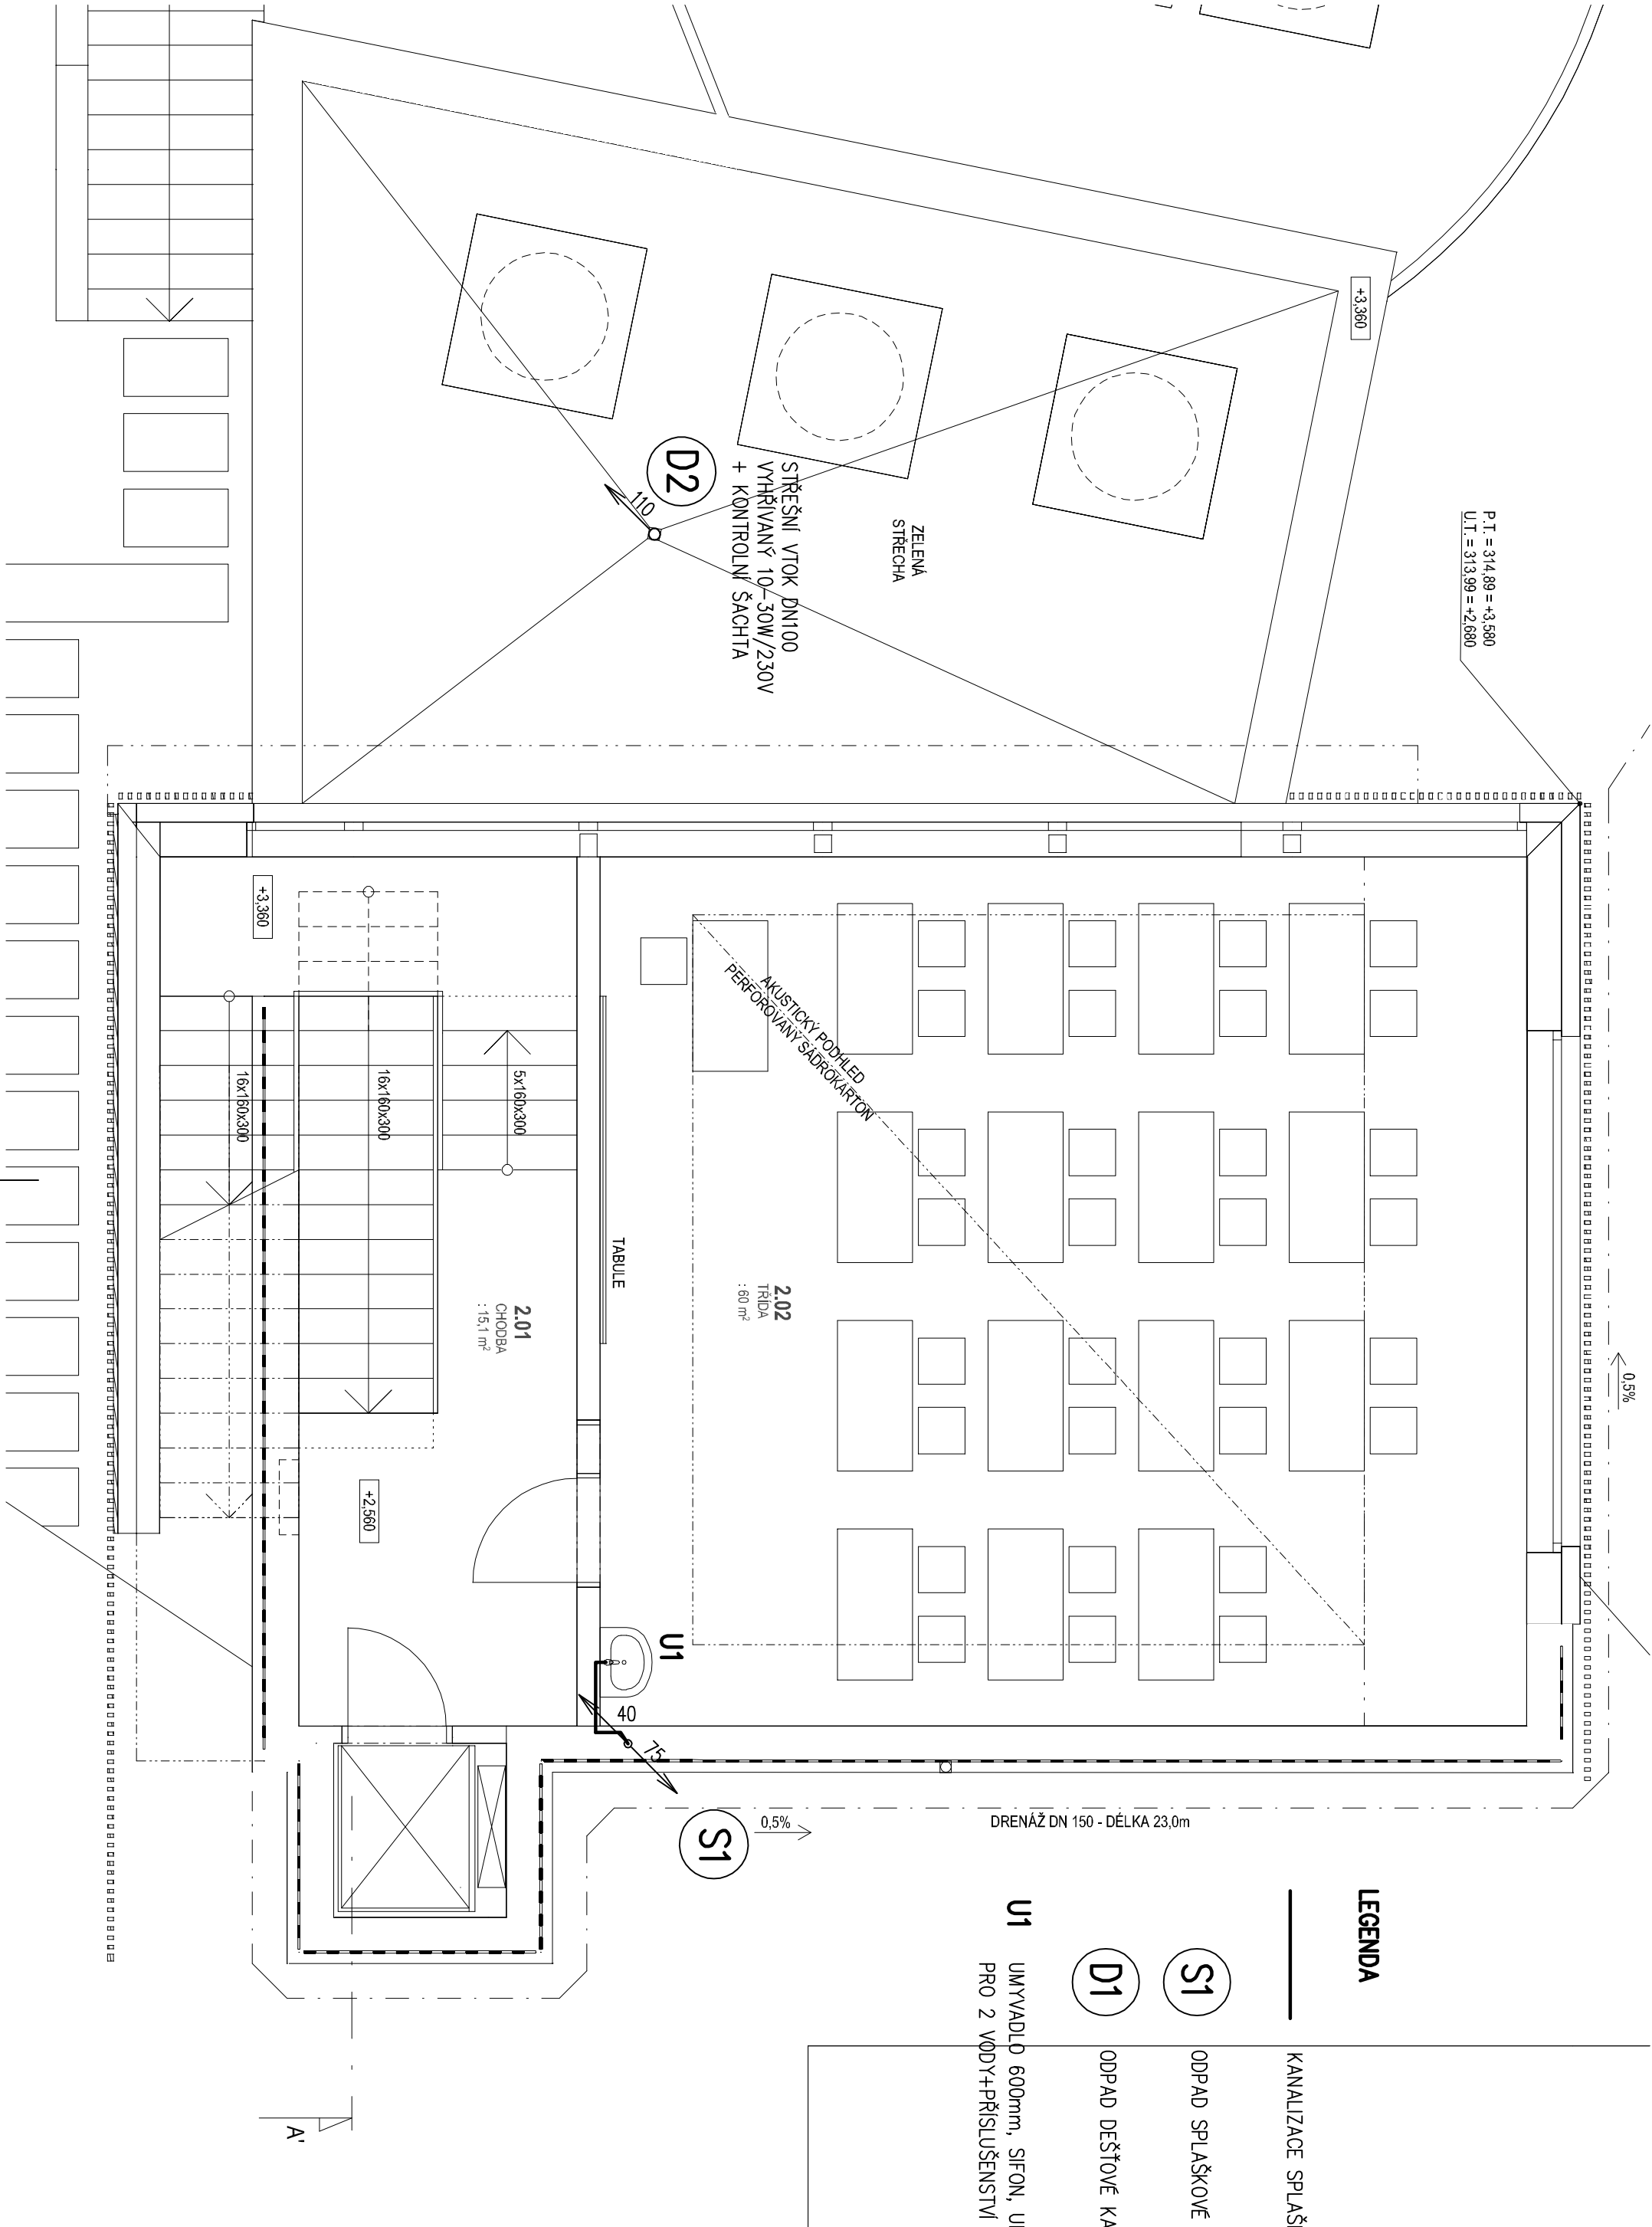 +3,360
P.T. = 314,89 = +3,580
U.T. = 313,99 = +2,680
ZELENÁ
STŘECHA
STŘEŠNÍ VTOK DN100
VYHŘÍVANÝ 10-30W/230V
+ KONTROLNÍ ŠACHTA
D2
110
+3,360
16x160x300
16x160x300
5x160x300
AKUSTICKÝ PODHLED
PERFOROVANÝ SÁDROKARTON
TABULE
2.02
TŘÍDA
: 60 m²
2.01
CHODBA
: 15,1 m²
+2,560
0,5%
U1
40
75
S1
0,5%
DRENÁŽ DN 150 - DÉLKA 23,0m
A'
LEGENDA
KANALIZACE
S1 ODPAD SPLAŠKOVÉ
D1 ODPAD DEŠŤOVÉ
U1 UMYVADLO 600mm, SIFON,
PRO 2 VODY+PŘÍSLUŠENSTVÍ